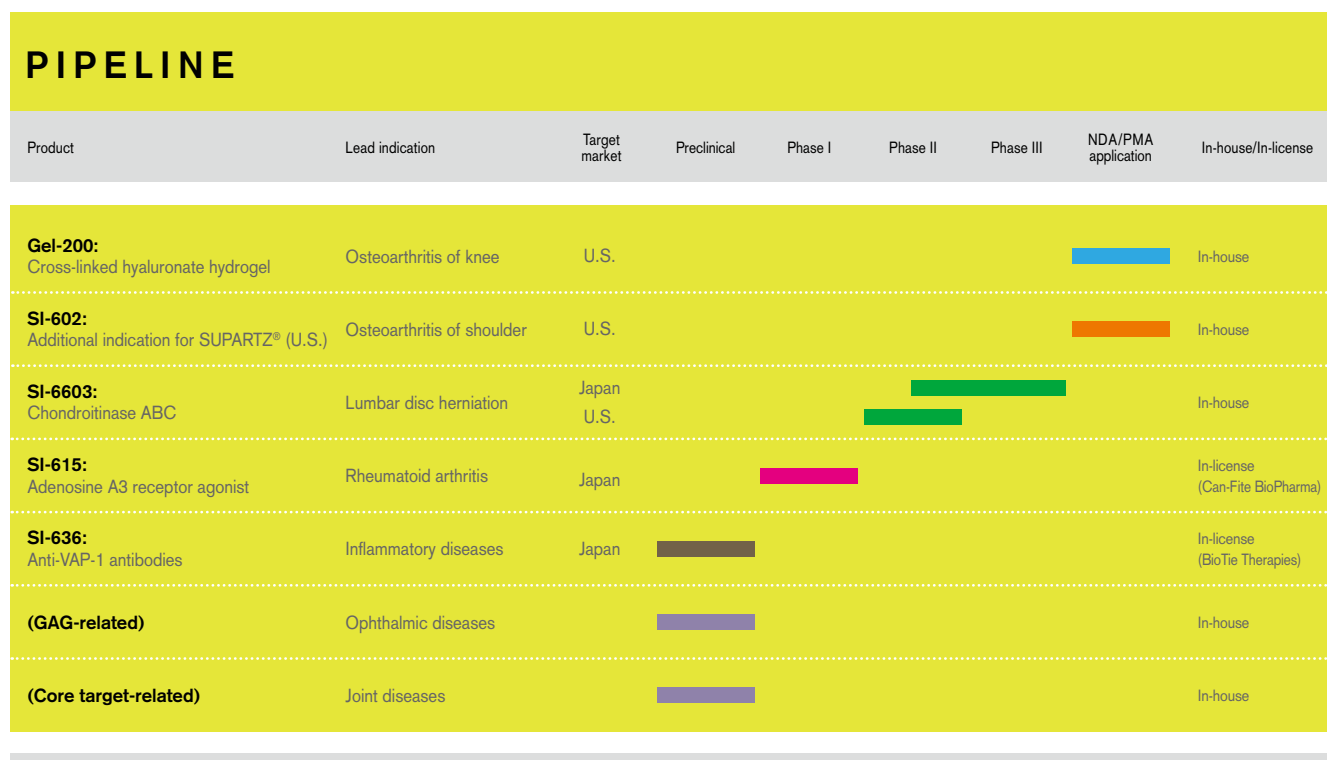 PIPELINE
Product
Lead indication
Target
market
Preclinical
Phase I
Phase II
Phase III
NDA/PMA
application
In-house/In-license
Gel-200:
Cross-linked hyaluronate hydrogel
Osteoarthritis of knee
U.S.
In-house
SI-602:
Additional indication for SUPARTZ® (U.S.)
Osteoarthritis of shoulder
U.S.
In-house
SI-6603:
Chondroitinase ABC
Lumbar disc herniation
Japan
U.S.
In-house
SI-615:
Adenosine A3 receptor agonist
Rheumatoid arthritis
Japan
In-license
(Can-Fite BioPharma)
SI-636:
Anti-VAP-1 antibodies
Inflammatory diseases
Japan
In-license
(BioTie Therapies)
(GAG-related)
Ophthalmic diseases
In-house
(Core target-related)
Joint diseases
In-house